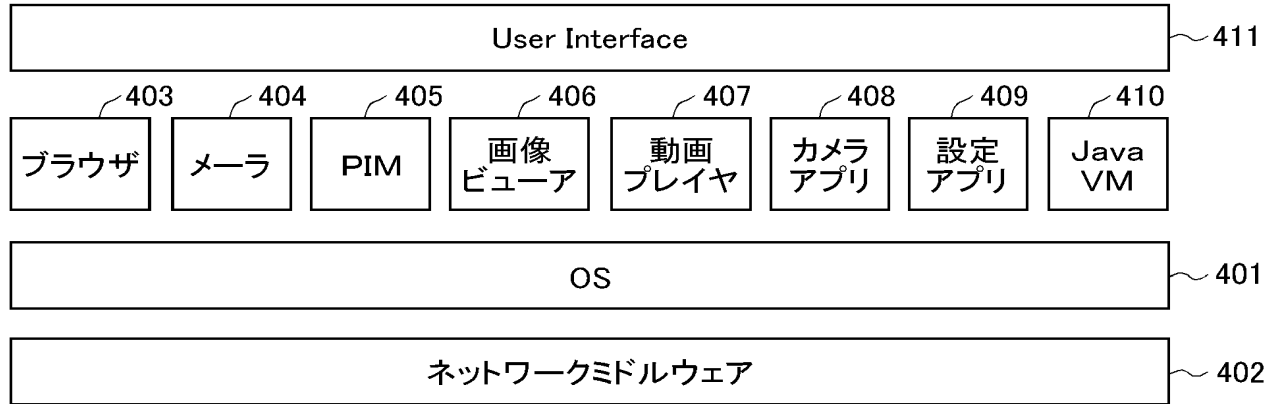 User Interface
411
403
404
405
406
407
408
409
410
ブラウザ
メーラ
PIM
画像
ビューア
動画
プレイヤ
カメラ
アプリ
設定
アプリ
Java
VM
OS
401
ネットワークミドルウェア
402